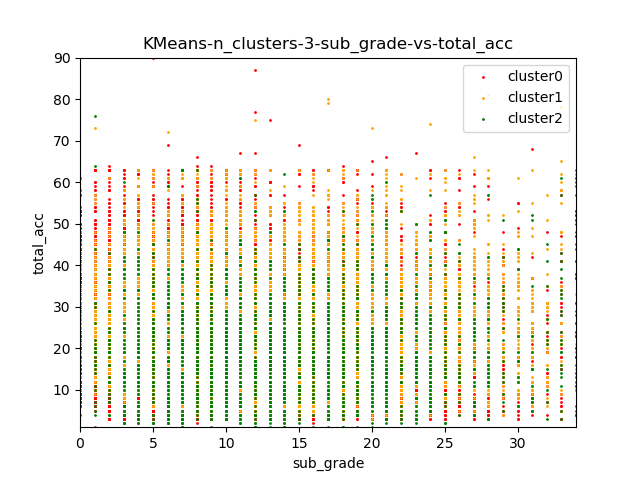 KMeans-n_clusters-3-sub_grade-vs-total_acc
cluster0
cluster1
cluster2
90
80
70
60
50
40
30
20
10
total_acc
0 5 10 15 20 25 30
sub_grade